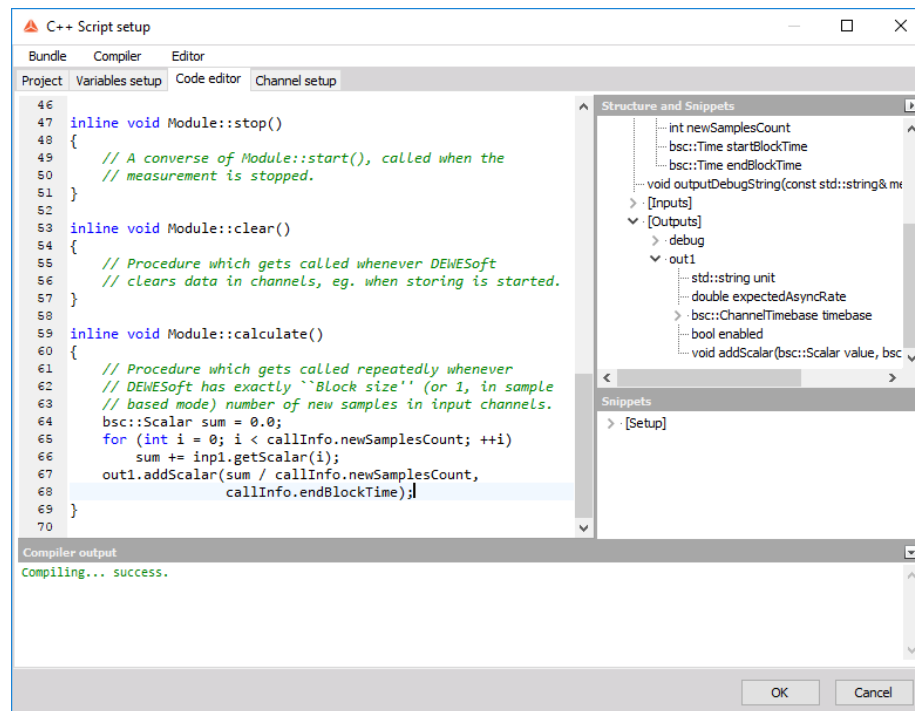 C++ Script setup
Bundle Compiler Editor
Project Variables setup Code editor Channel setup
46
47 inline void Module::stop()
48 {
49 // A converse of Module::start(), called when the
50 // measurement is stopped.
51 }
52
53 inline void Module::clear()
54 {
55 // Procedure which gets called whenever DEWESoft
56 // clears data in channels, eg. when storing is started.
57 }
58
59 inline void Module::calculate()
60 {
61 // Procedure which gets called repeatedly whenever
62 // DEWESoft has exactly ``Block size'' (or 1, in sample
63 // based mode) number of new samples in input channels.
64 bsc::Scalar sum = 0.0;
65 for (int i = 0; i < callInfo.newSamplesCount; ++i)
66 sum += inp1.getScalar(i);
67 out1.addScalar(sum / callInfo.newSamplesCount,
68 callInfo.endBlockTime);
69 }
70
Structure and Snippets
int newSamplesCount
bsc::Time startBlockTime
bsc::Time endBlockTime
void outputDebugString(const std::string& me
[Inputs]
[Outputs]
debug
out1
std::string unit
double expectedAsyncRate
bsc::ChannelTimebase timebase
bool enabled
void addScalar(bsc::Scalar value, bsc
Snippets
[Setup]
Compiler output
Compiling... success.
OK Cancel